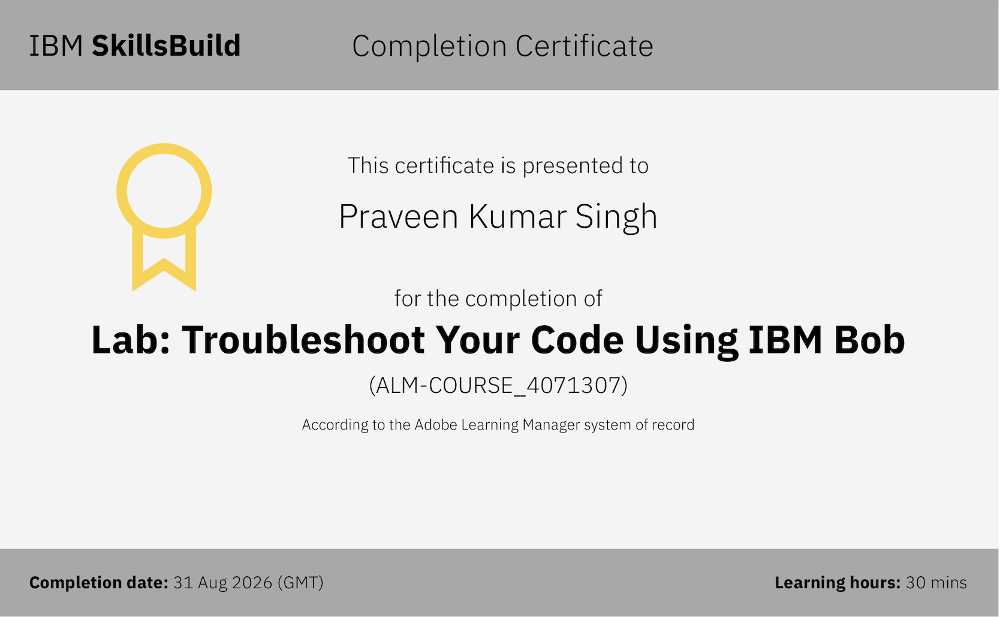 IBM SkillsBuild
Completion Certificate
This certificate is presented to
Praveen Kumar Singh
for the completion of
Lab: Troubleshoot Your Code Using IBM Bob
(ALM-COURSE_4071307)
According to the Adobe Learning Manager system of record
Completion date: 31 Aug 2026 (GMT)
Learning hours: 30 mins